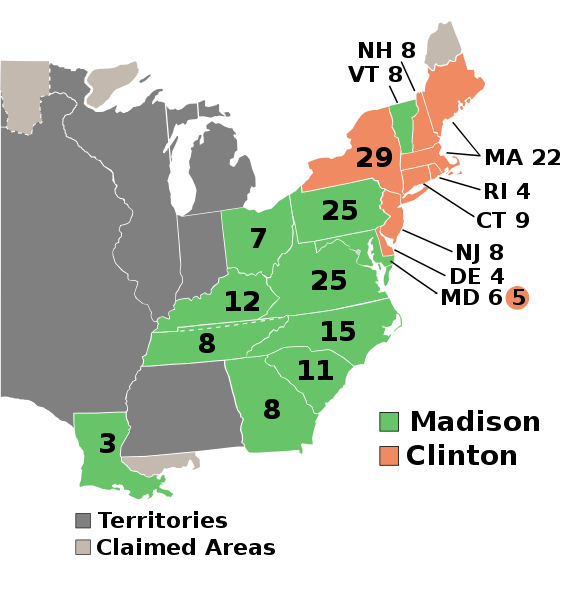 NH 8
VT 8
29
MA 22
RI 4
25
CT 9
7
NJ 8
DE 4
25
MD 6 5
12
15
8
11
8
Madison
3
Clinton
Territories
Claimed Areas